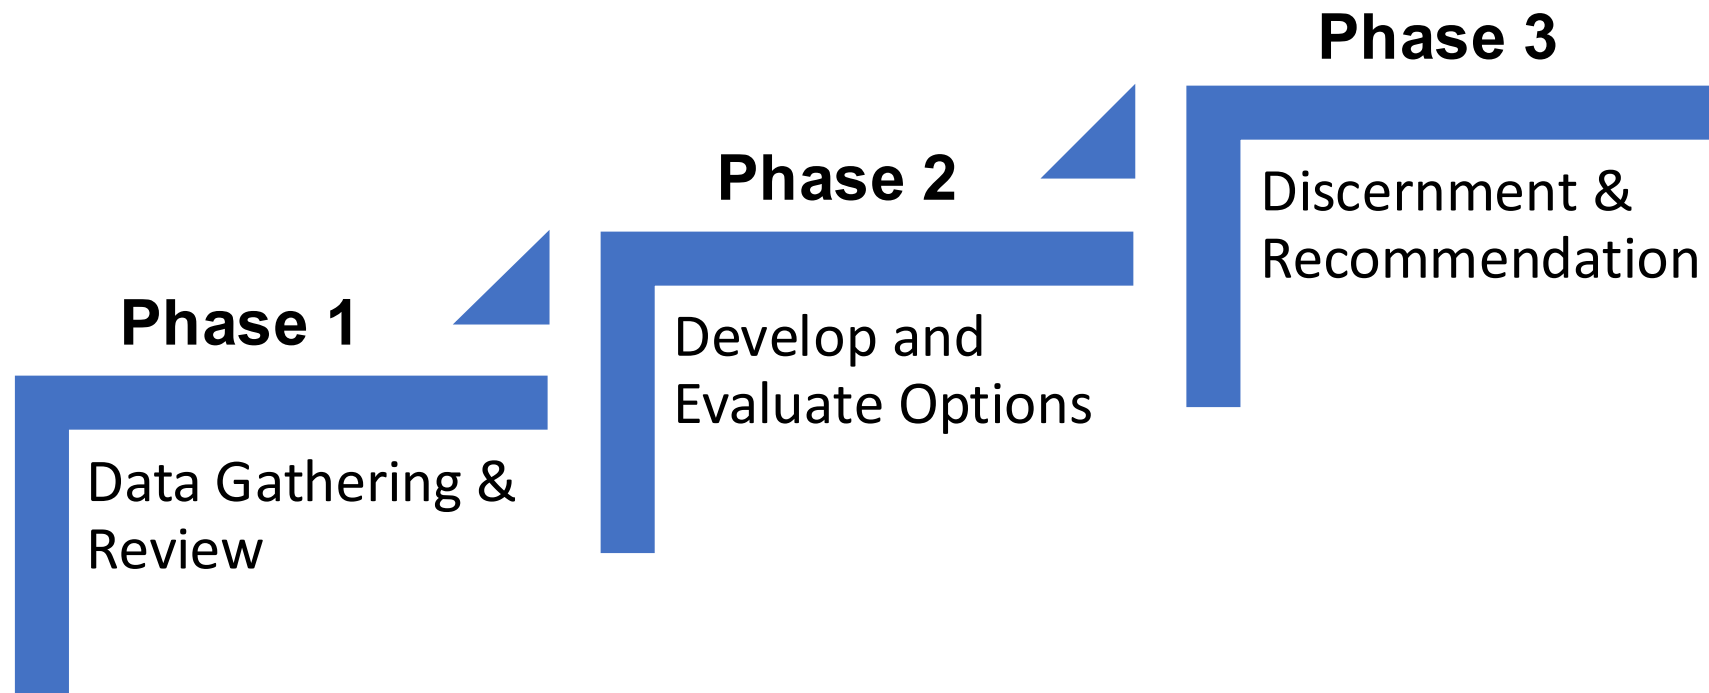 Phase 1
Data Gathering &
Review
Phase 2
Develop and
Evaluate Options
Phase 3
Discernment &
Recommendation